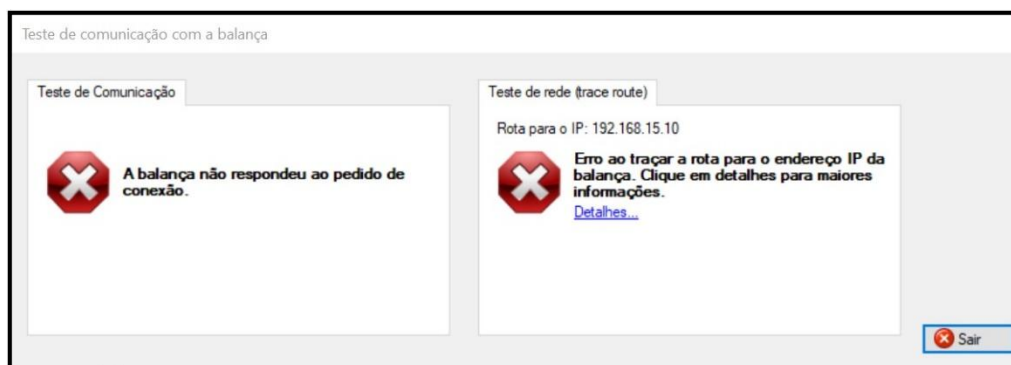 Teste de comunicação com a balança
Teste de Comunicação
A balança não respondeu ao pedido de
conexão.
Teste de rede (trace route)
Rota para o IP: 192.168.15.10
Erro ao traçar a rota para o endereço IP da
balança. Clique em detalhes para maiores
informações.
Detalhes...
Sair